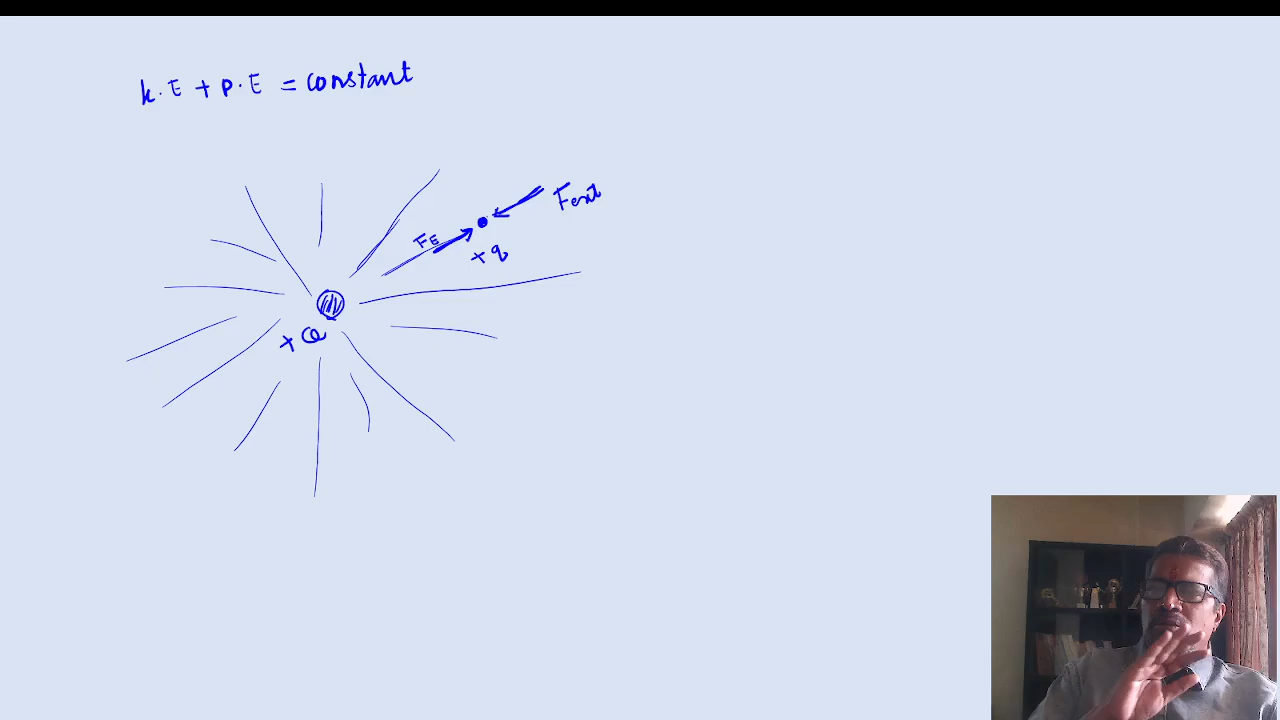 K.E + P.E = constant
Fext
FE
+q
+Q